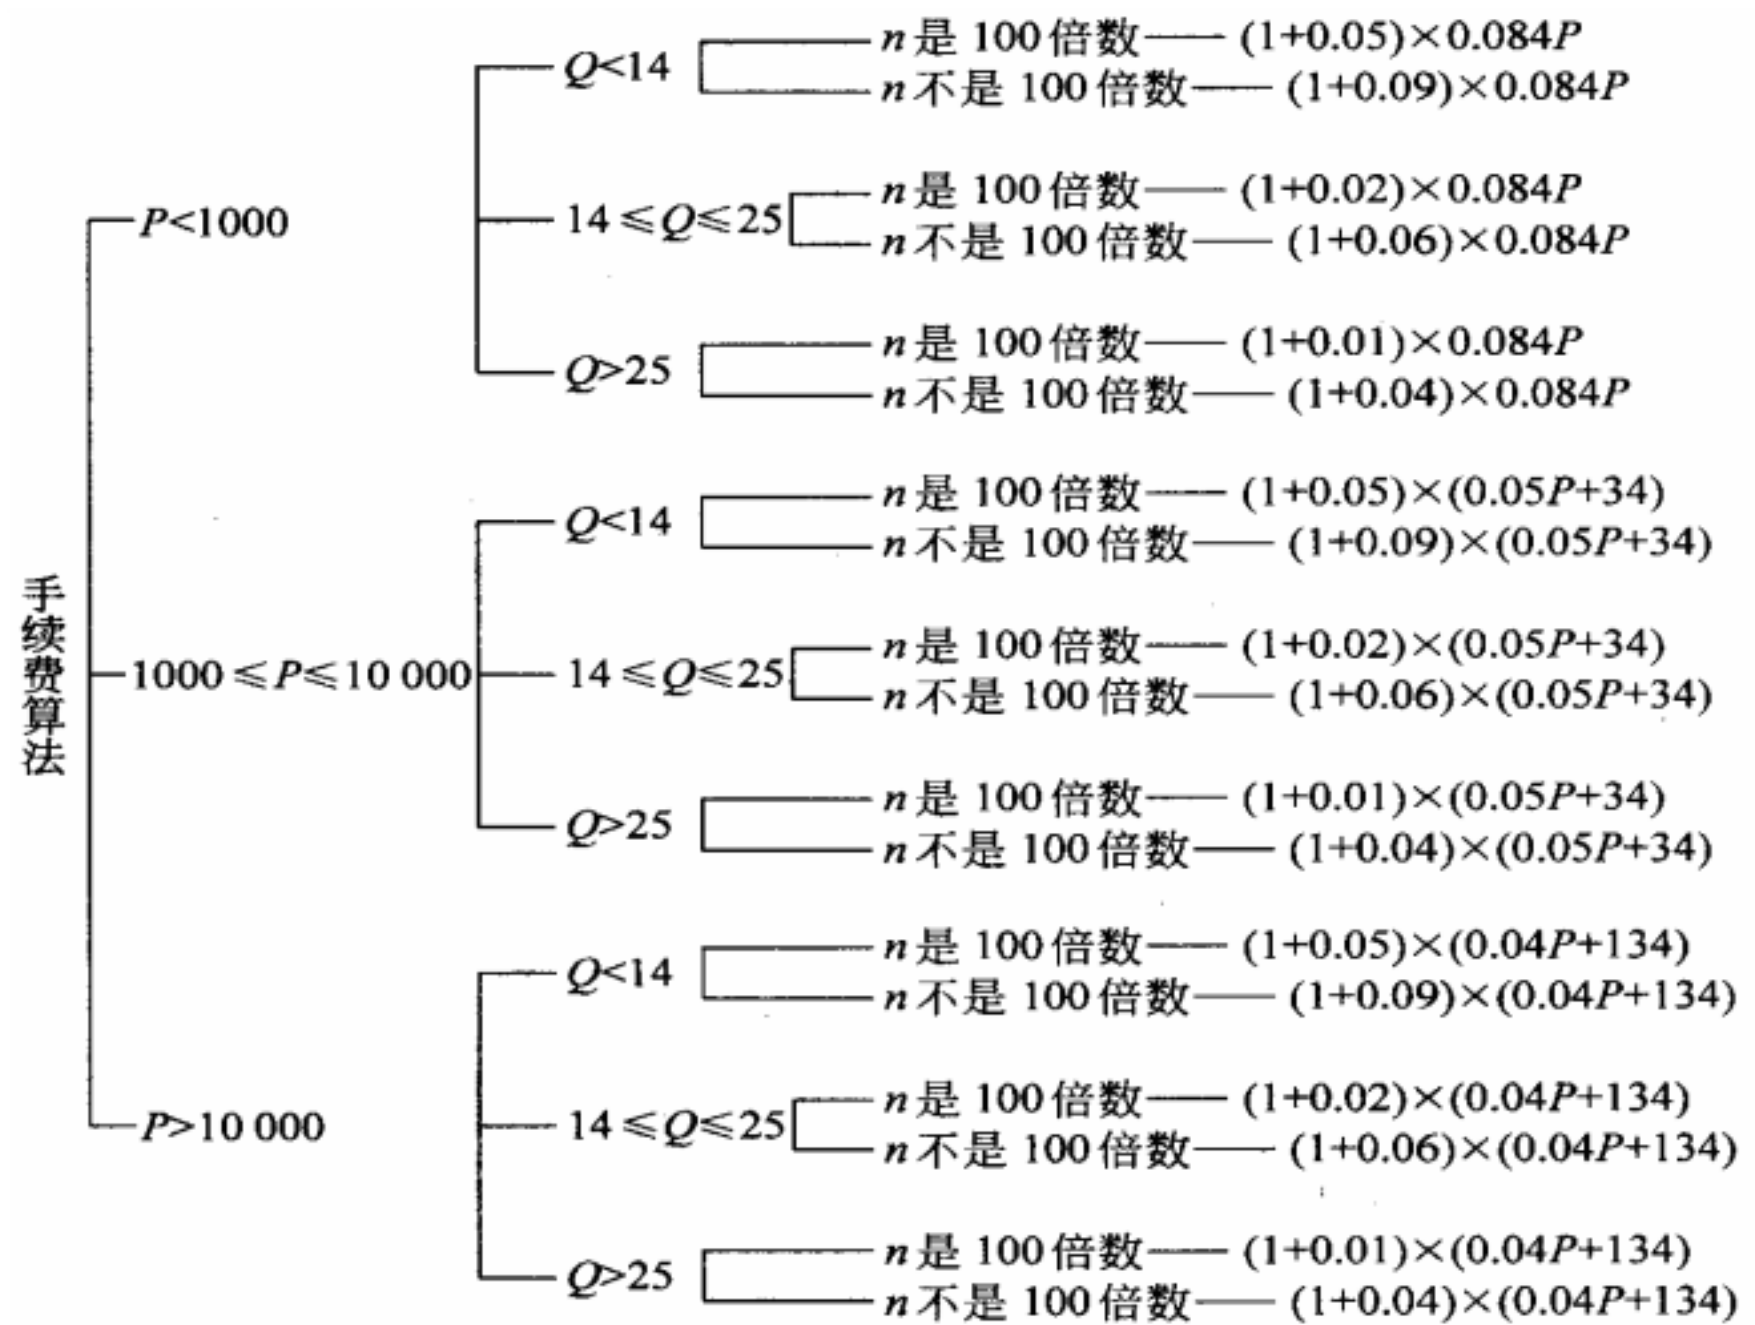 手续费算法
P<1000
Q<14
n是100倍数——(1+0.05)×0.084P
n不是100倍数——(1+0.09)×0.084P
14≤Q≤25
n是100倍数——(1+0.02)×0.084P
n不是100倍数——(1+0.06)×0.084P
Q>25
n是100倍数——(1+0.01)×0.084P
n不是100倍数——(1+0.04)×0.084P
1000≤P≤10 000
Q<14
n是100倍数——(1+0.05)×(0.05P+34)
n不是100倍数——(1+0.09)×(0.05P+34)
14≤Q≤25
n是100倍数——(1+0.02)×(0.05P+34)
n不是100倍数——(1+0.06)×(0.05P+34)
Q>25
n是100倍数——(1+0.01)×(0.05P+34)
n不是100倍数——(1+0.04)×(0.05P+34)
P>10 000
Q<14
n是100倍数——(1+0.05)×(0.04P+134)
n不是100倍数——(1+0.09)×(0.04P+134)
14≤Q≤25
n是100倍数——(1+0.02)×(0.04P+134)
n不是100倍数——(1+0.06)×(0.04P+134)
Q>25
n是100倍数——(1+0.01)×(0.04P+134)
n不是100倍数——(1+0.04)×(0.04P+134)